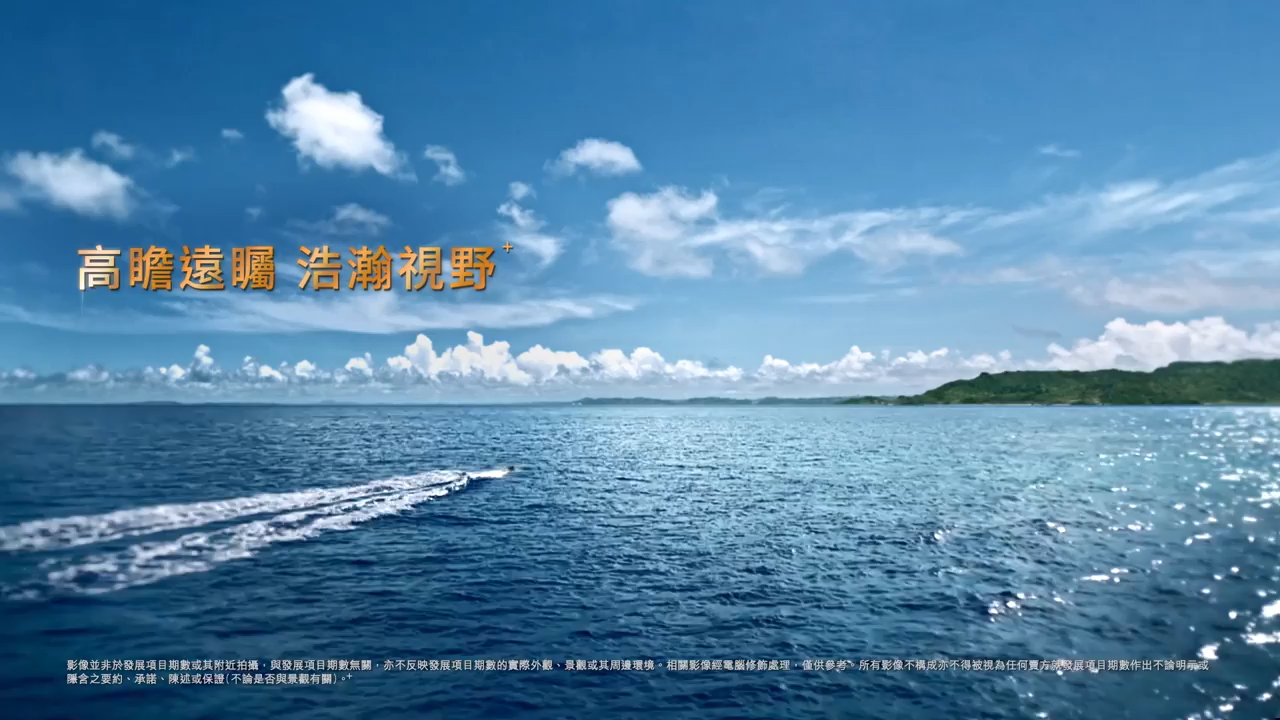 高瞻遠矚 浩瀚視野+
影像並非於發展項目期數或其附近拍攝，與發展項目期數無關，亦不反映發展項目期數的實際外觀、景觀或其周邊環境。相關影像經電腦修飾處理，僅供參考。所有影像不構成亦不得被視為任何賣方就發展項目期數作出不論明示或
隱含之要約、承諾、陳述或保證(不論是否與景觀有關)。+